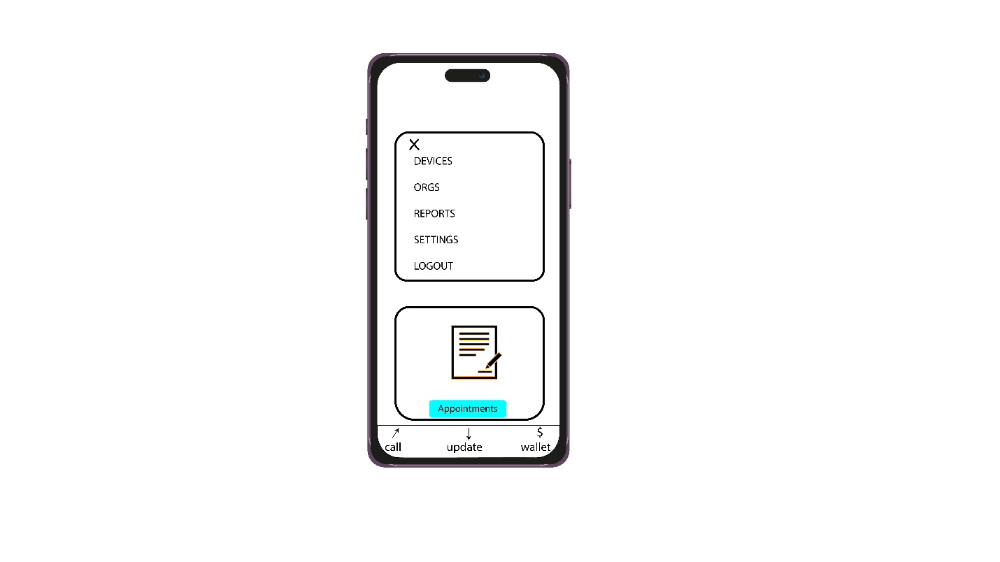 X
DEVICES
ORGS
REPORTS
SETTINGS
LOGOUT
Appointments
$
call update wallet